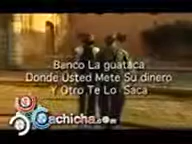 Banco La guataca
Donde Usted Mete Su dinero
Y Otro Te Lo Saca
Cachicha.com